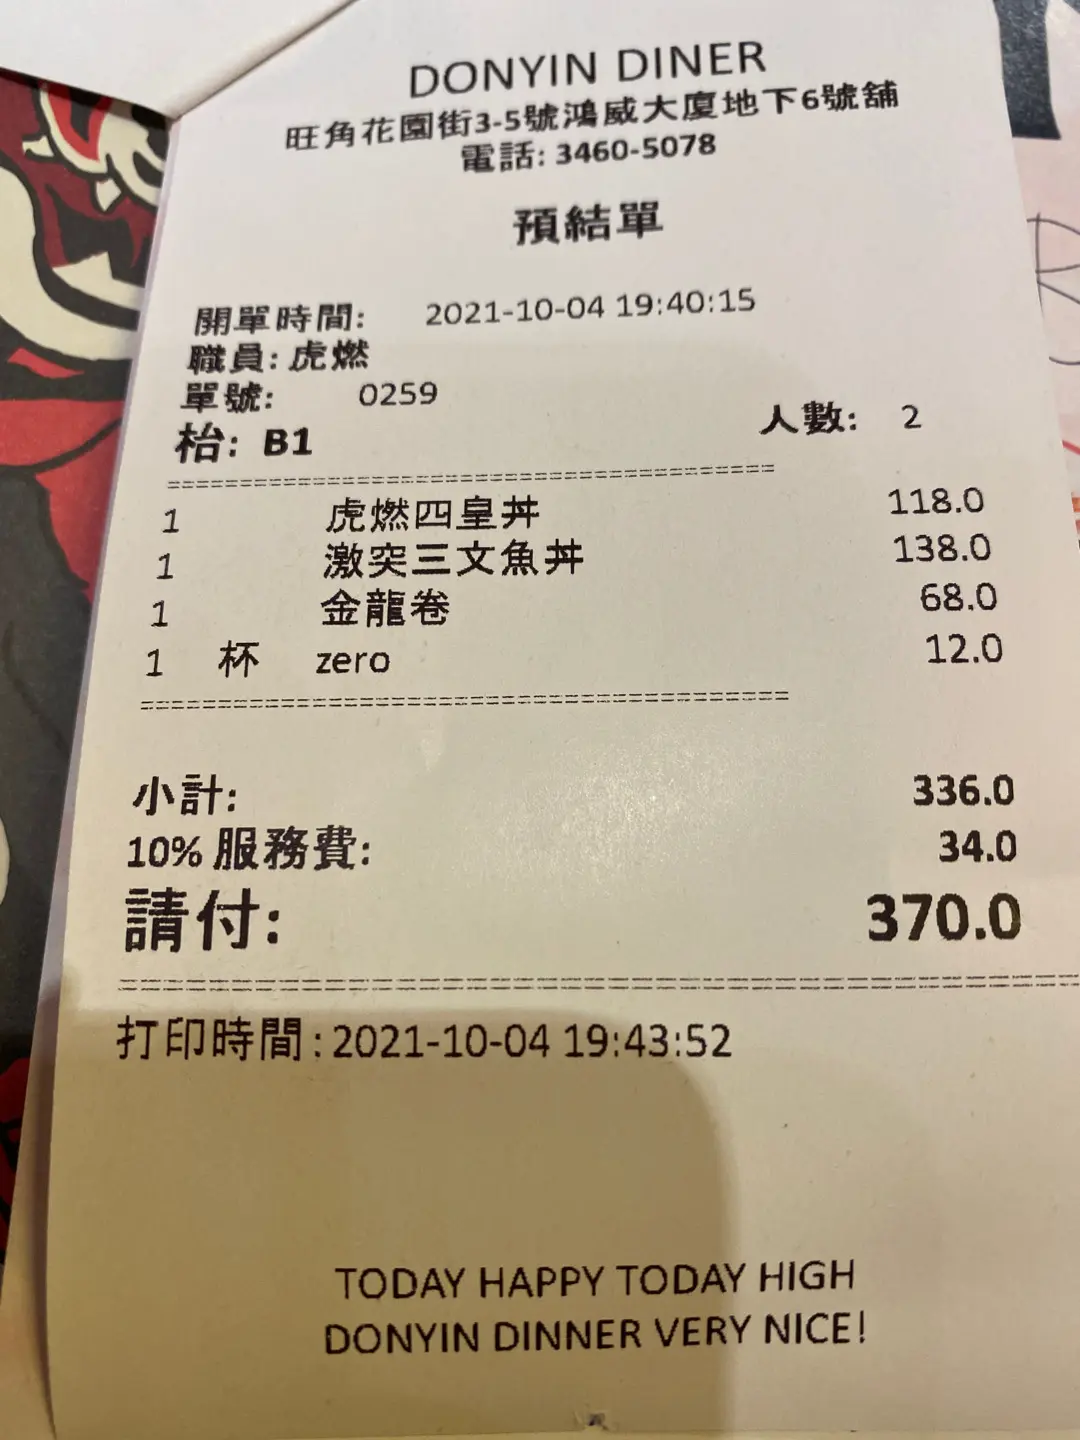 DONYIN DINER
旺角花園街3-5號鴻威大廈地下6號舖
電話: 3460-5078
預結單
開單時間: 2021-10-04 19:40:15
職員: 虎燃
單號: 0259
枱: B1 人數: 2
===========================================
1 虎燃四皇丼 118.0
1 激突三文魚丼 138.0
1 金龍卷 68.0
1 杯 zero 12.0
===========================================
小計: 336.0
10% 服務費: 34.0
請付: 370.0
===========================================
打印時間:2021-10-04 19:43:52
TODAY HAPPY TODAY HIGH
DONYIN DINNER VERY NICE!